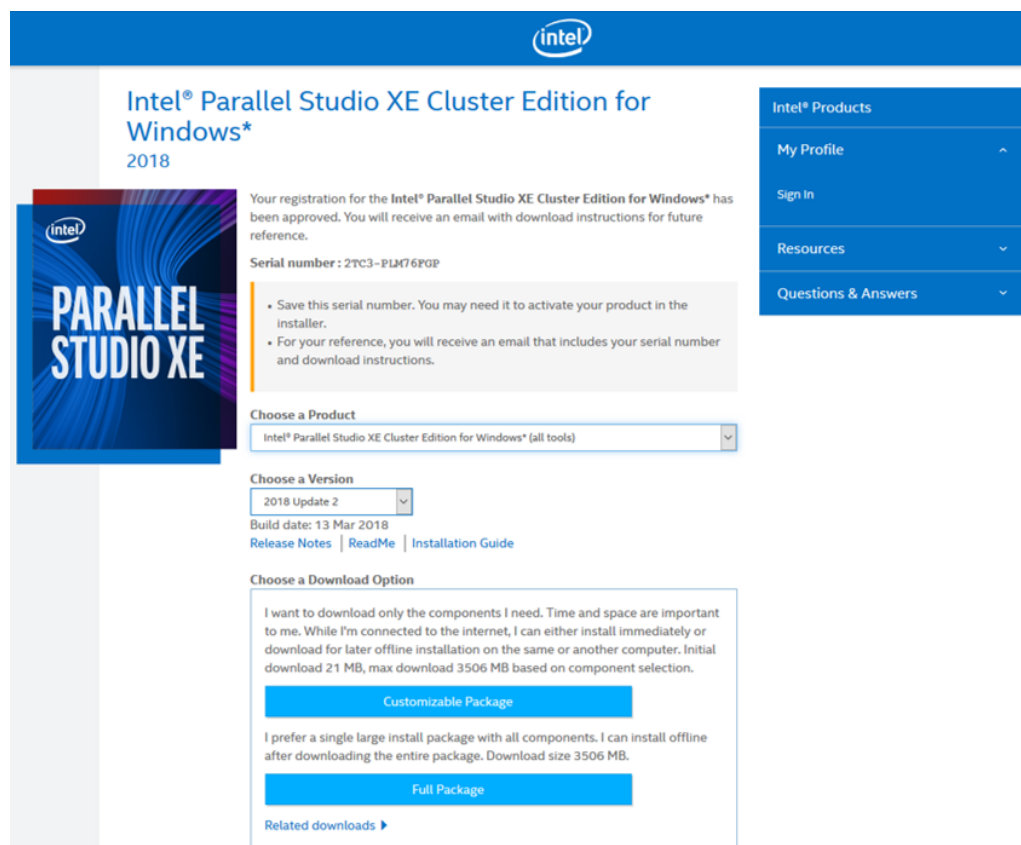 intel
Intel® Parallel Studio XE Cluster Edition for
Windows*
2018
Intel® Products
My Profile
Sign In
Resources
Questions & Answers
intel
PARALLEL
STUDIO XE
Your registration for the Intel® Parallel Studio XE Cluster Edition for Windows* has
been approved. You will receive an email with download instructions for future
reference.
Serial number : 2TC3-PLM76FGP
• Save this serial number. You may need it to activate your product in the
installer.
• For your reference, you will receive an email that includes your serial number
and download instructions.
Choose a Product
Intel® Parallel Studio XE Cluster Edition for Windows* (all tools)
Choose a Version
2018 Update 2
Build date: 13 Mar 2018
Release Notes | ReadMe | Installation Guide
Choose a Download Option
I want to download only the components I need. Time and space are important
to me. While I'm connected to the internet, I can either install immediately or
download for later offline installation on the same or another computer. Initial
download 21 MB, max download 3506 MB based on component selection.
Customizable Package
I prefer a single large install package with all components. I can install offline
after downloading the entire package. Download size 3506 MB.
Full Package
Related downloads